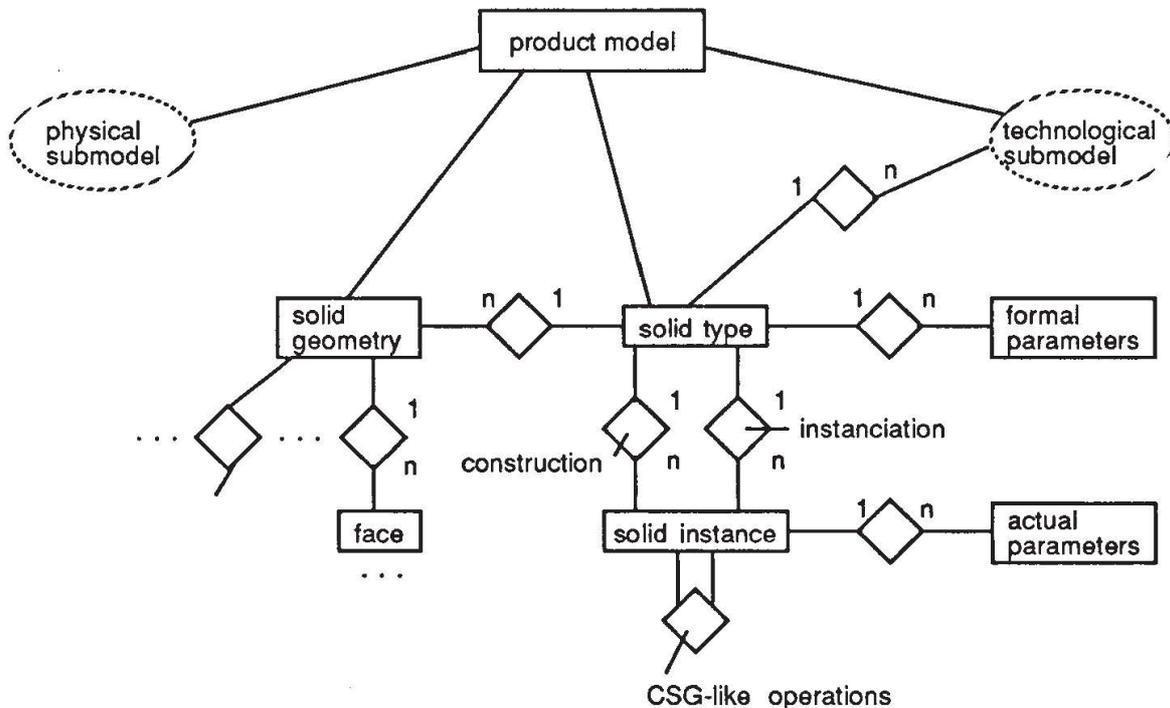 product model
physical
submodel
technological
submodel
1
n
solid
geometry
n
1
solid type
1
n
formal
parameters
. . .
. . .
1
n
construction
1
n
1
n
instanciation
face
. . .
solid instance
1
n
actual
parameters
CSG-like operations